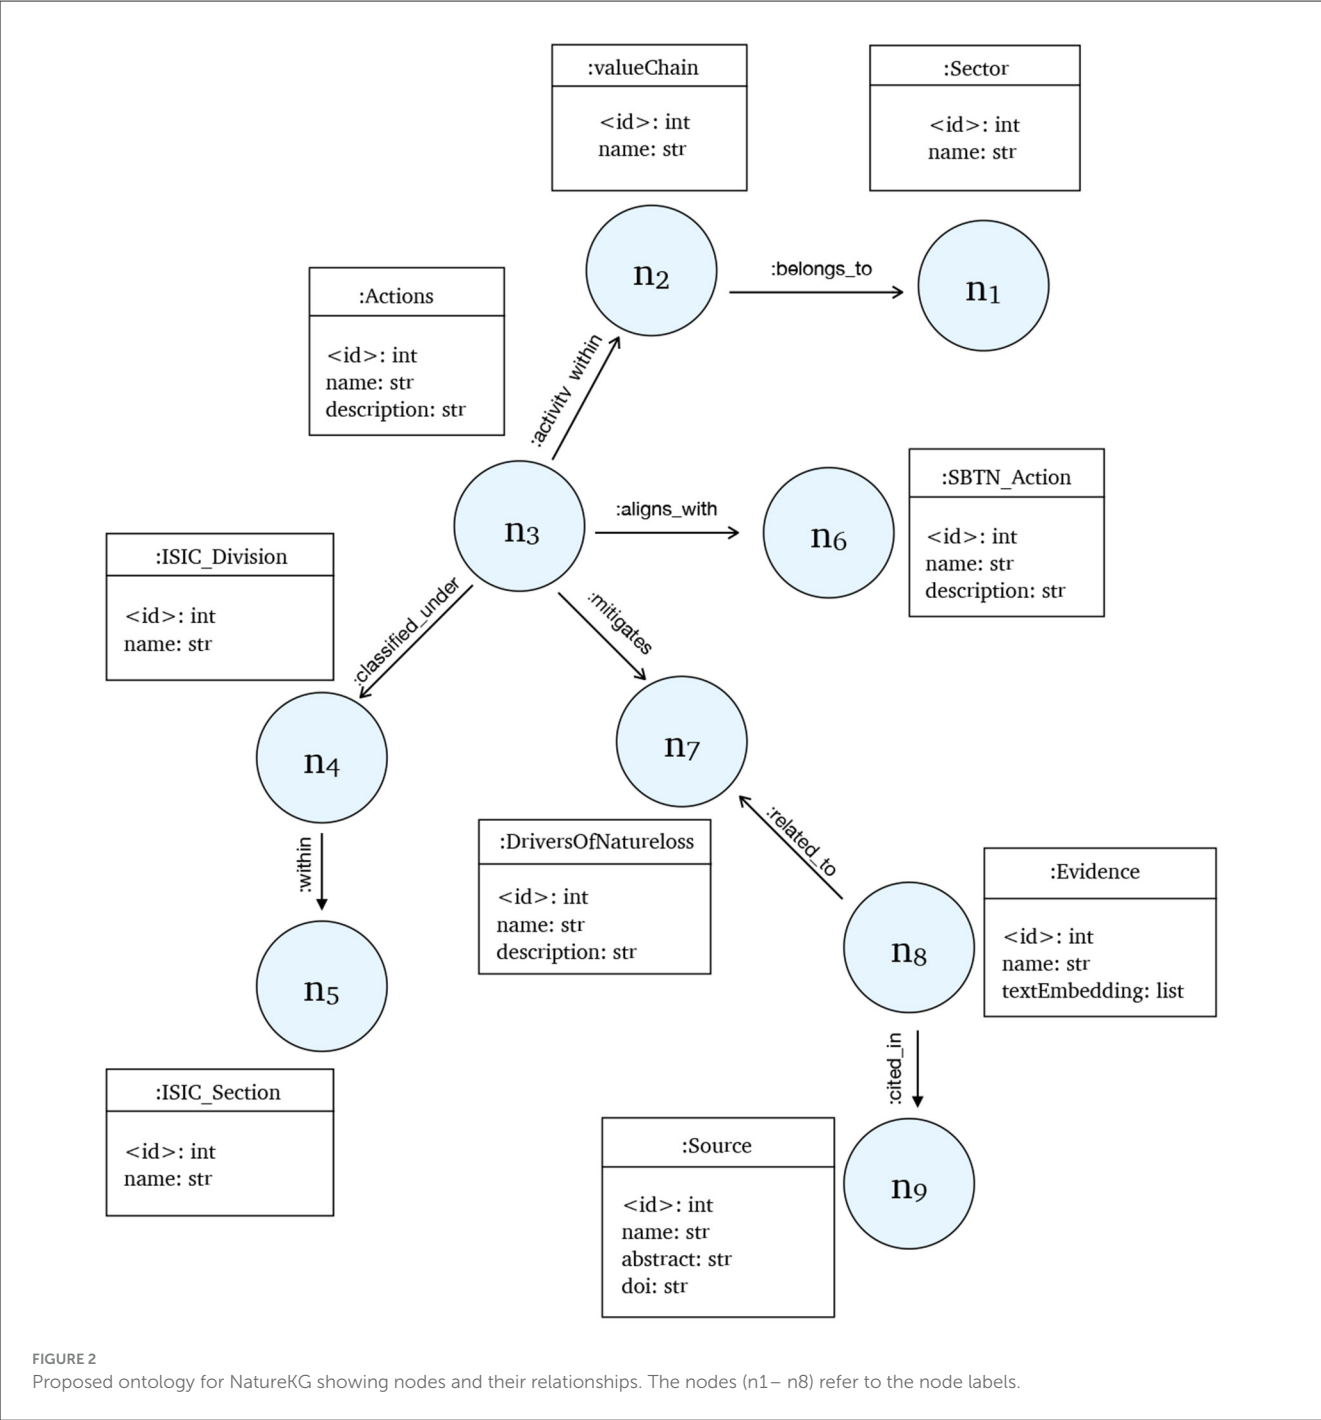 :valueChain
<id>: int
name: str
:Sector
<id>: int
name: str
n2
:belongs_to
n1
:Actions
<id>: int
name: str
description: str
:activity_within
n3
:aligns_with
n6
:SBTN_Action
<id>: int
name: str
description: str
:ISIC_Division
<id>: int
name: str
:classified_under
:mitigates
n4
n7
:within
:DriversOfNatureloss
<id>: int
name: str
description: str
:related_to
n8
:Evidence
<id>: int
name: str
textEmbedding: list
n5
:cited_in
:ISIC_Section
<id>: int
name: str
:Source
<id>: int
name: str
abstract: str
doi: str
n9
FIGURE 2
Proposed ontology for NatureKG showing nodes and their relationships. The nodes (n1– n8) refer to the node labels.